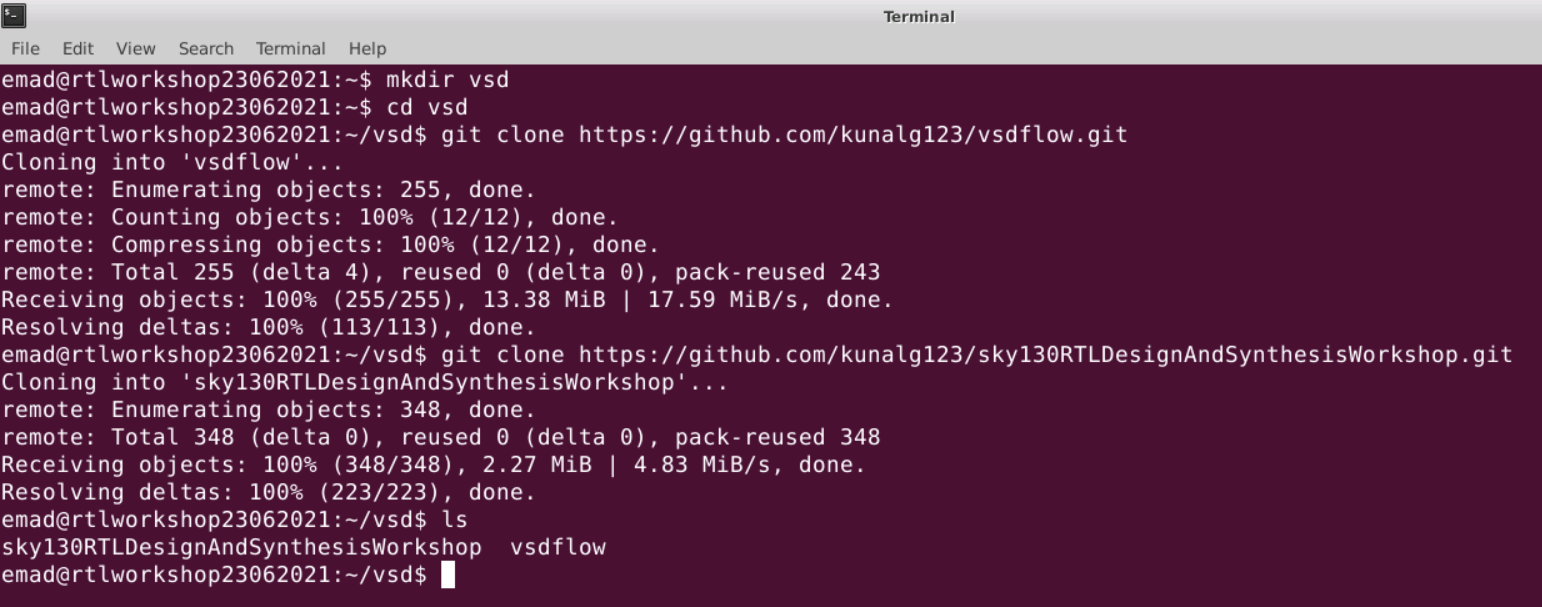 Terminal
File Edit View Search Terminal Help
emad@rtlworkshop23062021:~$ mkdir vsd
emad@rtlworkshop23062021:~$ cd vsd
emad@rtlworkshop23062021:~/vsd$ git clone https://github.com/kunalg123/vsdflow.git
Cloning into 'vsdflow'...
remote: Enumerating objects: 255, done.
remote: Counting objects: 100% (12/12), done.
remote: Compressing objects: 100% (12/12), done.
remote: Total 255 (delta 4), reused 0 (delta 0), pack-reused 243
Receiving objects: 100% (255/255), 13.38 MiB | 17.59 MiB/s, done.
Resolving deltas: 100% (113/113), done.
emad@rtlworkshop23062021:~/vsd$ git clone https://github.com/kunalg123/sky130RTLDesignAndSynthesisWorkshop.git
Cloning into 'sky130RTLDesignAndSynthesisWorkshop'...
remote: Enumerating objects: 348, done.
remote: Total 348 (delta 0), reused 0 (delta 0), pack-reused 348
Receiving objects: 100% (348/348), 2.27 MiB | 4.83 MiB/s, done.
Resolving deltas: 100% (223/223), done.
emad@rtlworkshop23062021:~/vsd$ ls
sky130RTLDesignAndSynthesisWorkshop  vsdflow
emad@rtlworkshop23062021:~/vsd$